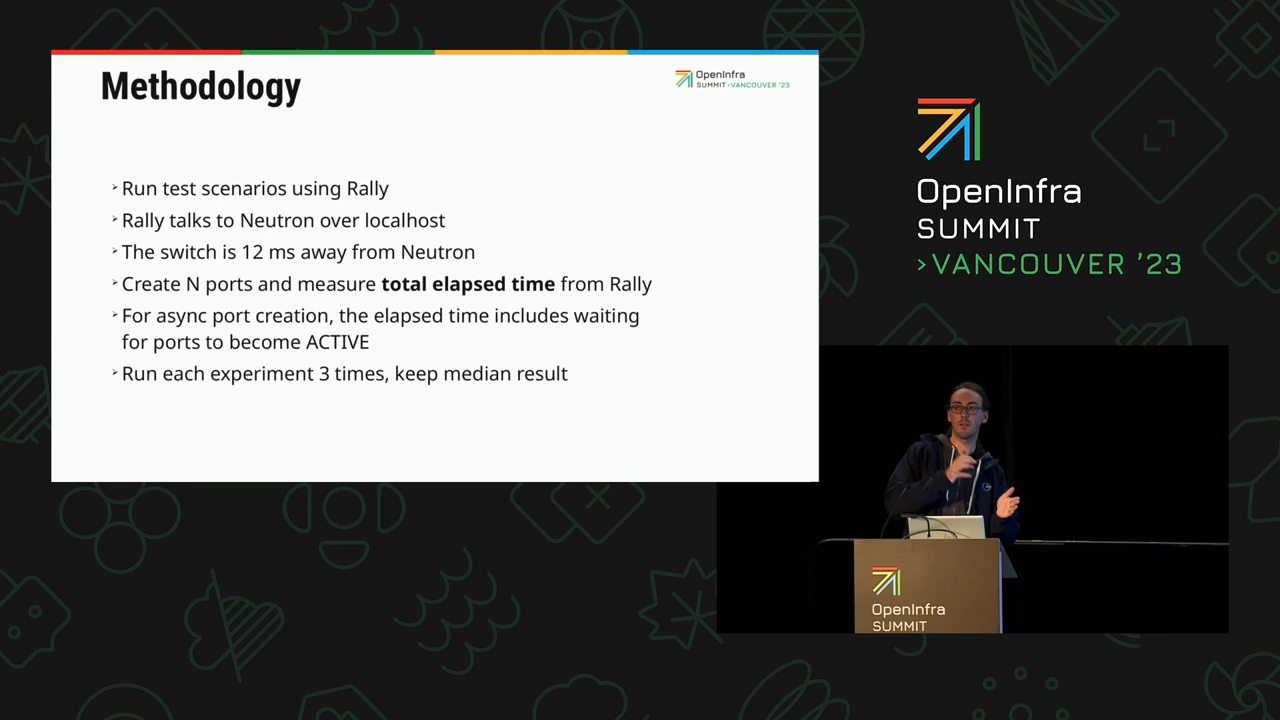 Methodology
OpenInfra
SUMMIT›VANCOUVER '23
Run test scenarios using Rally
Rally talks to Neutron over localhost
The switch is 12 ms away from Neutron
Create N ports and measure total elapsed time from Rally
For async port creation, the elapsed time includes waiting
for ports to become ACTIVE
Run each experiment 3 times, keep median result
OpenInfra
SUMMIT
›VANCOUVER '23
OpenInfra
SUMMIT